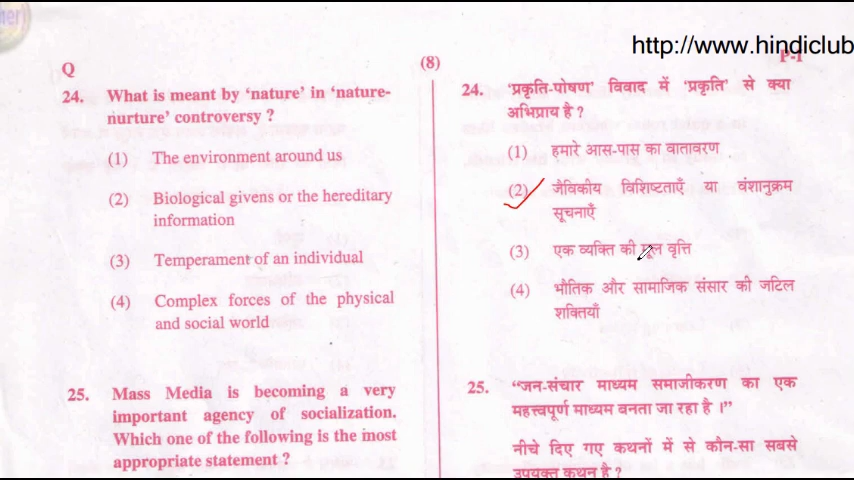 http://www.hindiclub
Q
(8)
P-I
24. What is meant by ‘nature’ in ‘nature-
nurture’ controversy ?
(1) The environment around us
(2) Biological givens or the hereditary
information
(3) Temperament of an individual
(4) Complex forces of the physical
and social world
25. Mass Media is becoming a very
important agency of socialization.
Which one of the following is the most
appropriate statement ?
24. ‘प्रकृति-पोषण’ विवाद में ‘प्रकृति’ से क्या
अभिप्राय है ?
(1) हमारे आस-पास का वातावरण
(2) जैविकीय विशिष्टताएँ या वंशानुक्रम
सूचनाएँ
(3) एक व्यक्ति की मूल वृत्ति
(4) भौतिक और सामाजिक संसार की जटिल
शक्तियाँ
25. “जन-संचार माध्यम समाजीकरण का एक
महत्त्वपूर्ण माध्यम बनता जा रहा है ।”
नीचे दिए गए कथनों में से कौन-सा सबसे
उपयुक्त कथन है ?